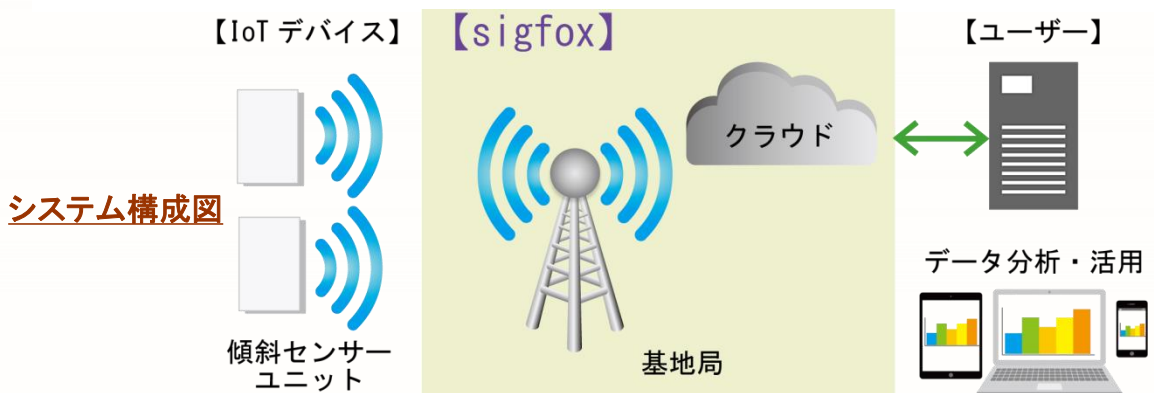 【IoT デバイス】
【sigfox】
【ユーザー】
クラウド
システム構成図
データ分析・活用
傾斜センサー
ユニット
基地局